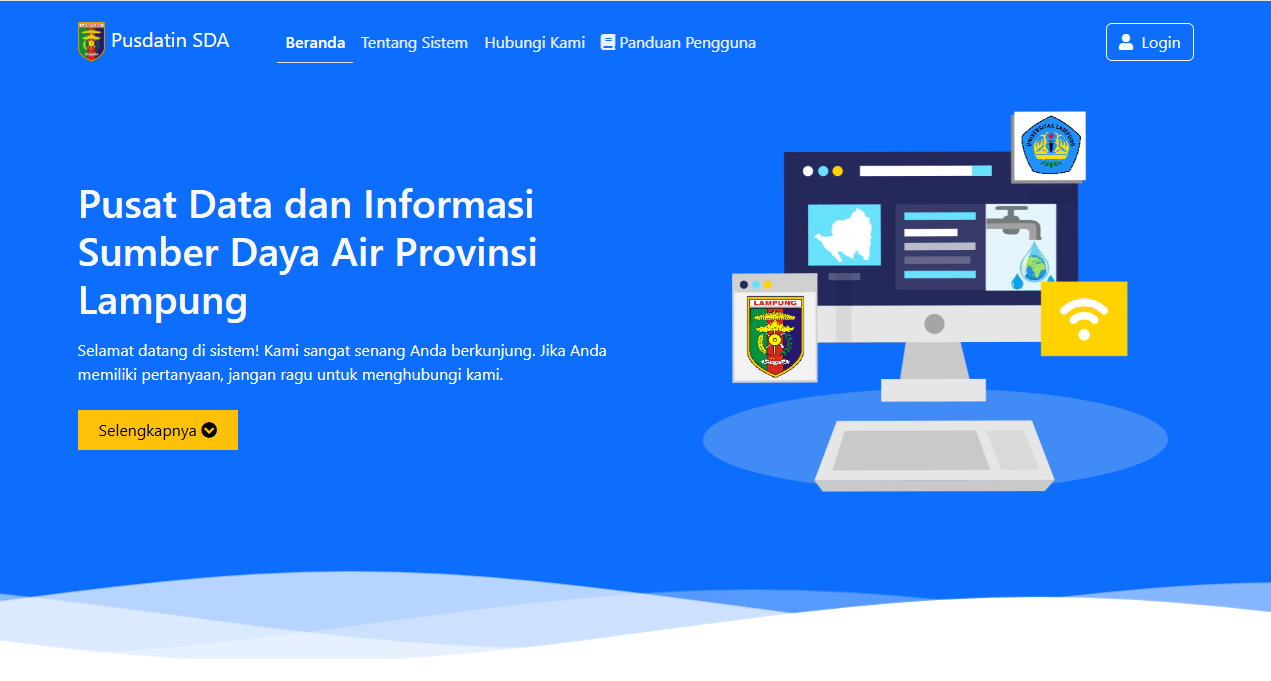 Pusdatin SDA
Beranda
Tentang Sistem
Hubungi Kami
Panduan Pengguna
Login
Pusat Data dan Informasi
Sumber Daya Air Provinsi
Lampung
Selamat datang di sistem! Kami sangat senang Anda berkunjung. Jika Anda
memiliki pertanyaan, jangan ragu untuk menghubungi kami.
Selengkapnya
UNIVERSITAS LAMPUNG
LAMPUNG